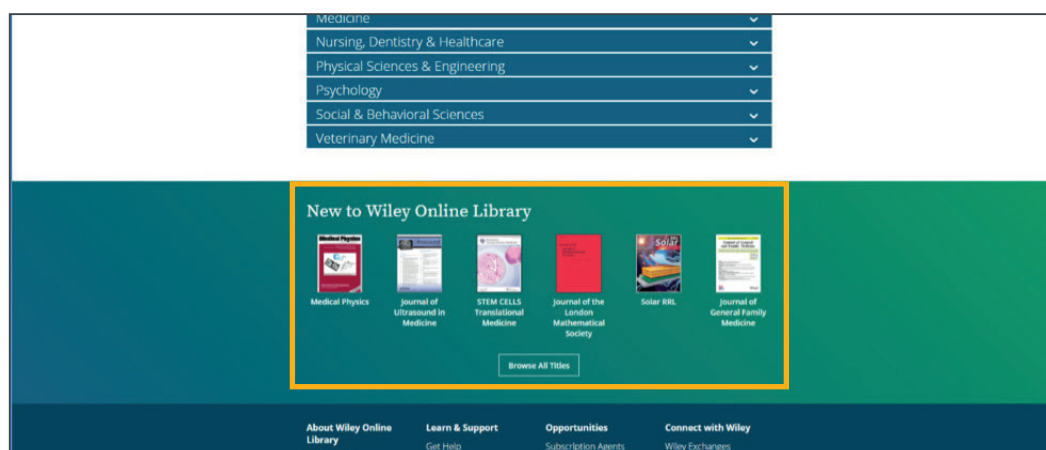 Medicine
Nursing, Dentistry & Healthcare
Physical Sciences & Engineering
Psychology
Social & Behavioral Sciences
Veterinary Medicine
New to Wiley Online Library
Medical Physics
Solar
Medical Physics
Journal of
Ultrasound in
Medicine
STEM CELLS
Translational
Medicine
Journal of the
London
Mathematical
Society
Solar RRL
Journal of
General Family
Medicine
Browse All Titles
About Wiley Online
Library
Learn & Support
Get Help
Opportunities
Subscription Agents
Connect with Wiley
Wiley Exchanges